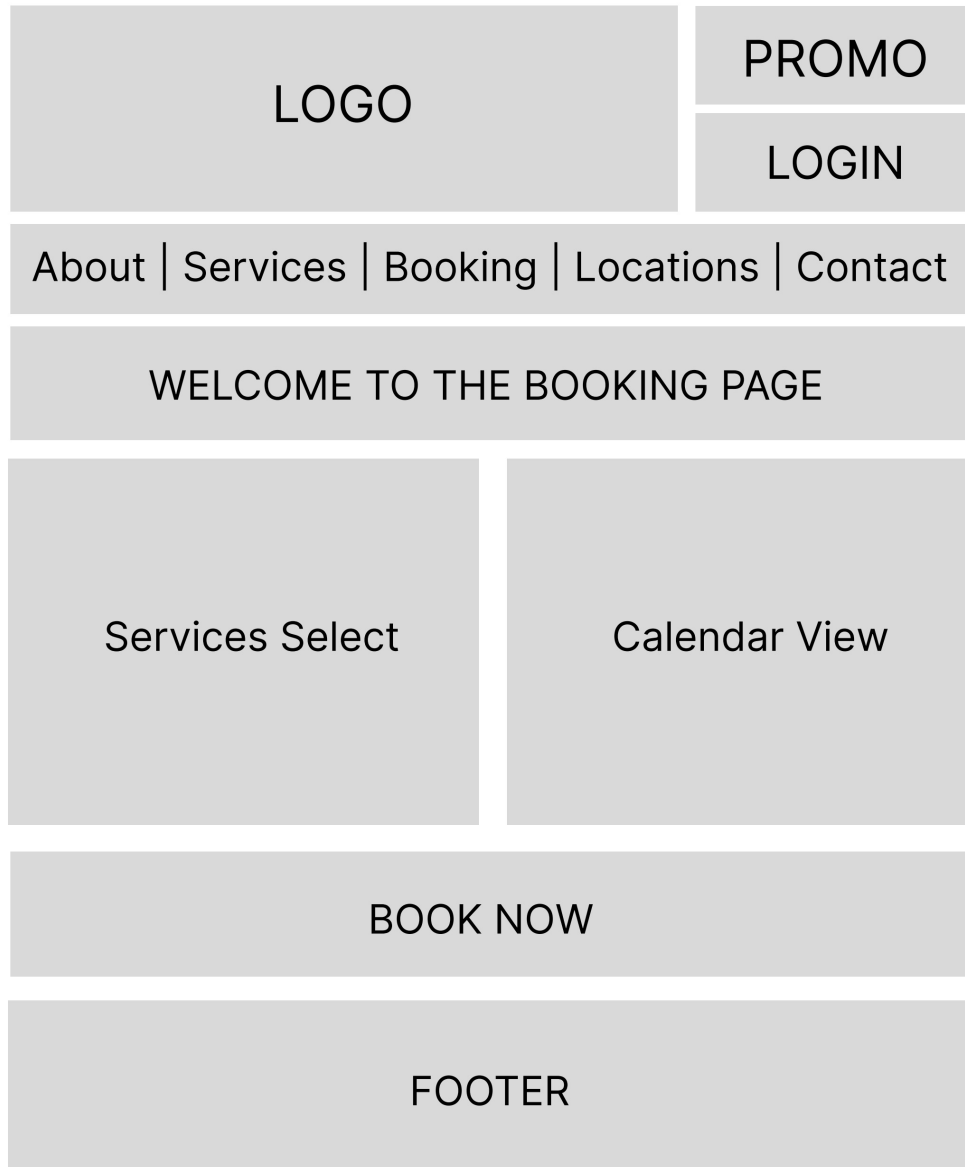 LOGO
PROMO
LOGIN
About | Services | Booking | Locations | Contact
WELCOME TO THE BOOKING PAGE
Services Select
Calendar View
BOOK NOW
FOOTER